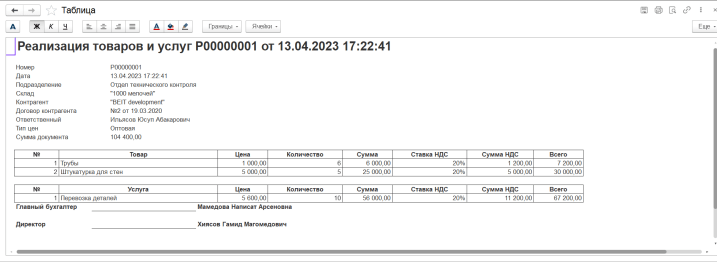 Таблица
А Ж К Ч Границы Ячейки Еще
Реализация товаров и услуг Р00000001 от 13.04.2023 17:22:41
Номер Р00000001
Дата 13.04.2023 17:22:41
Подразделение Отдел технического контроля
Склад "1000 мелочей"
Контрагент "BEIT development"
Договор контрагента №2 от 19.03.2020
Ответственный Ильясов Юсуп Абакарович
Тип цен Оптовая
Сумма документа 104 400,00
№ Товар Цена Количество Сумма Ставка НДС Сумма НДС Всего
1 Трубы 1 000,00 6 6 000,00 20% 1 200,00 7 200,00
2 Штукатурка для стен 5 000,00 5 25 000,00 20% 5 000,00 30 000,00
№ Услуга Цена Количество Сумма Ставка НДС Сумма НДС Всего
1 Перевозка деталей 5 600,00 10 56 000,00 20% 11 200,00 67 200,00
Главный бухгалтер Мамедова Написат Арсеновна
Директор Хиясов Гамид Магомедович